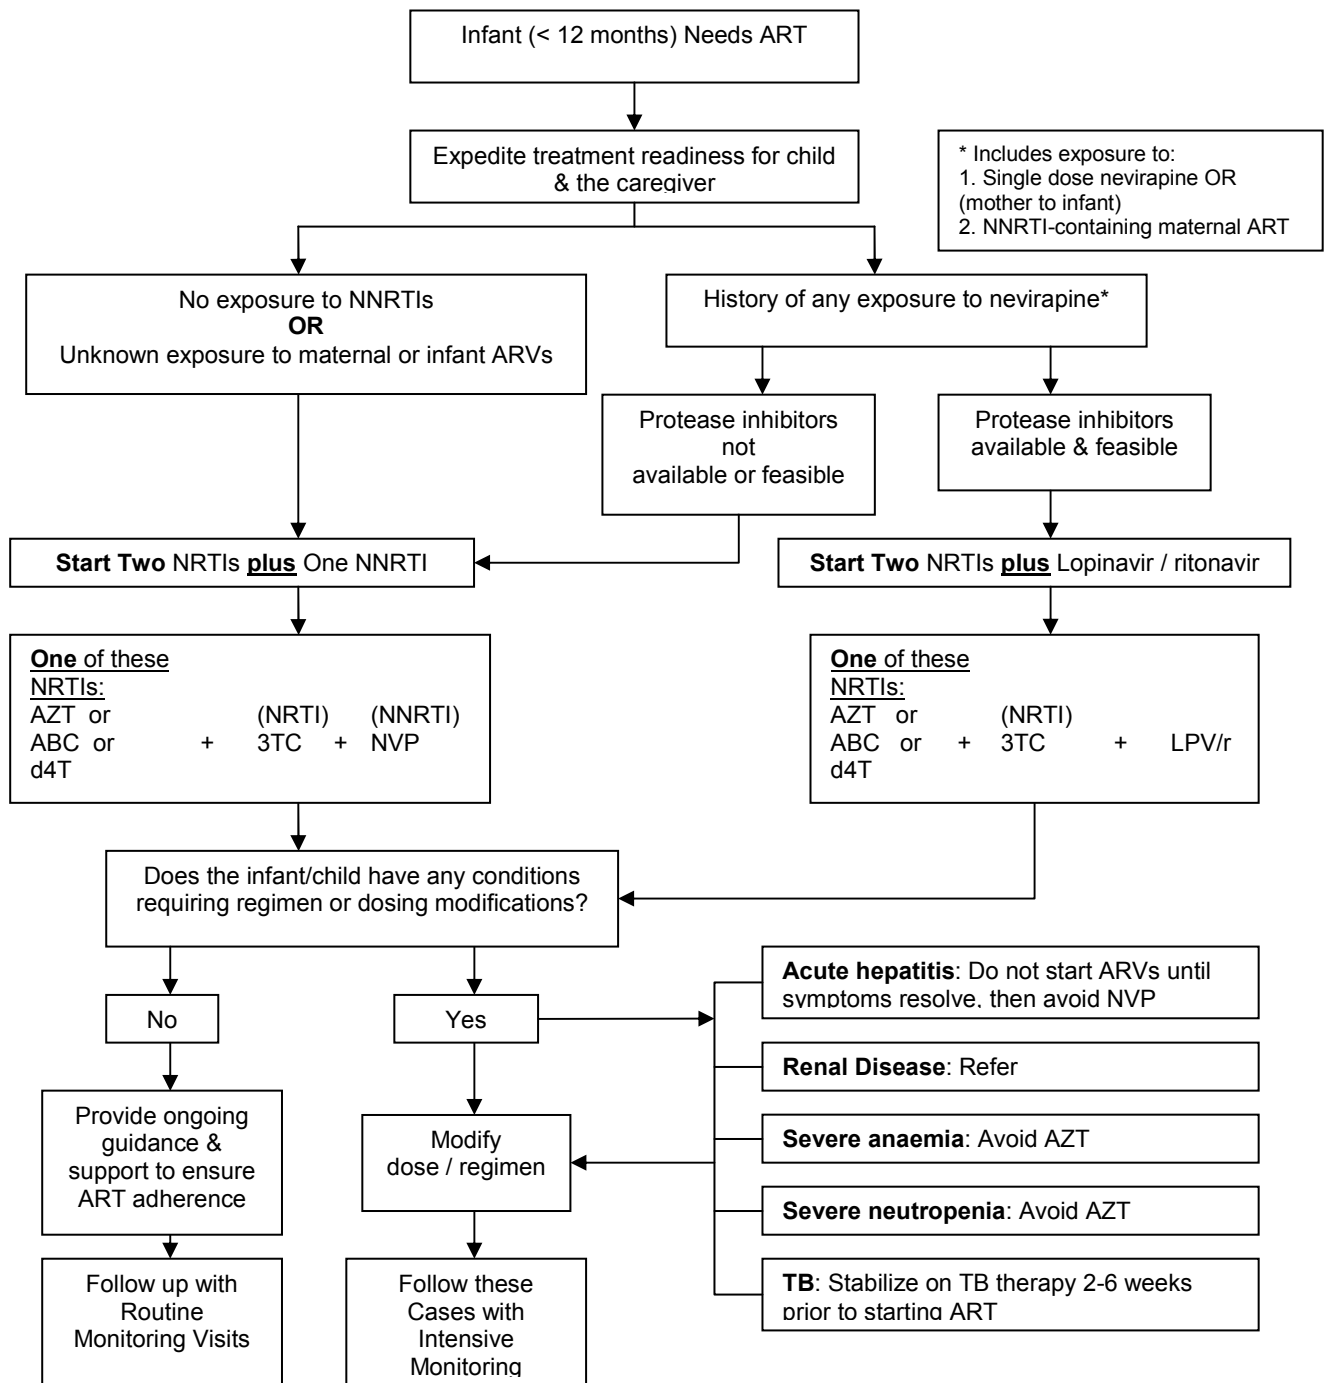 Infant (< 12 months) Needs ART
Expedite treatment readiness for child
& the caregiver
* Includes exposure to:
1. Single dose nevirapine OR
(mother to infant)
2. NNRTI-containing maternal ART
No exposure to NNRTIs
OR
Unknown exposure to maternal or infant ARVs
History of any exposure to nevirapine*
Protease inhibitors
not
available or feasible
Protease inhibitors
available & feasible
Start Two NRTIs plus One NNRTI
Start Two NRTIs plus Lopinavir / ritonavir
One of these
NRTIs:
AZT or (NRTI) (NNRTI)
ABC or + 3TC + NVP
d4T
One of these
NRTIs:
AZT or (NRTI)
ABC or + 3TC + LPV/r
d4T
Does the infant/child have any conditions
requiring regimen or dosing modifications?
No
Yes
Acute hepatitis: Do not start ARVs until
symptoms resolve, then avoid NVP
Renal Disease: Refer
Severe anaemia: Avoid AZT
Severe neutropenia: Avoid AZT
TB: Stabilize on TB therapy 2-6 weeks
prior to starting ART
Provide ongoing
guidance &
support to ensure
ART adherence
Modify
dose / regimen
Follow up with
Routine
Monitoring Visits
Follow these
Cases with
Intensive
Monitoring